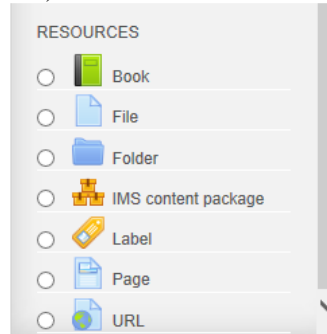 RESOURCES
Book
File
Folder
IMS content package
Label
Page
URL